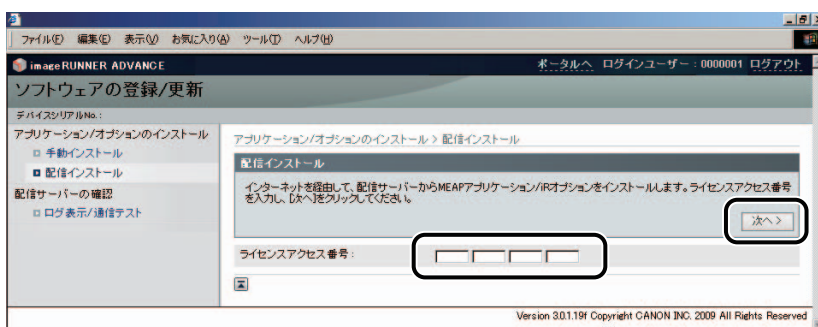 ファイル(F) 編集(E) 表示(V) お気に入り(A) ツール(T) ヘルプ(H)
imageRUNNER ADVANCE ポータルへ ログインユーザー : 0000001 ログアウト
ソフトウェアの登録/更新
デバイスシリアルNo. :
アプリケーション/オプションのインストール
手動インストール
配信インストール
配信サーバーの確認
ログ表示/通信テスト
アプリケーション/オプションのインストール > 配信インストール
配信インストール
インターネットを経由して、配信サーバーからMEAPアプリケーション/iRオプションをインストールします。ライセンスアクセス番号
を入力し、[次へ]をクリックしてください。
次へ >
ライセンスアクセス番号 :
Version 3.0.1.19f Copyright CANON INC. 2009 All Rights Reserved